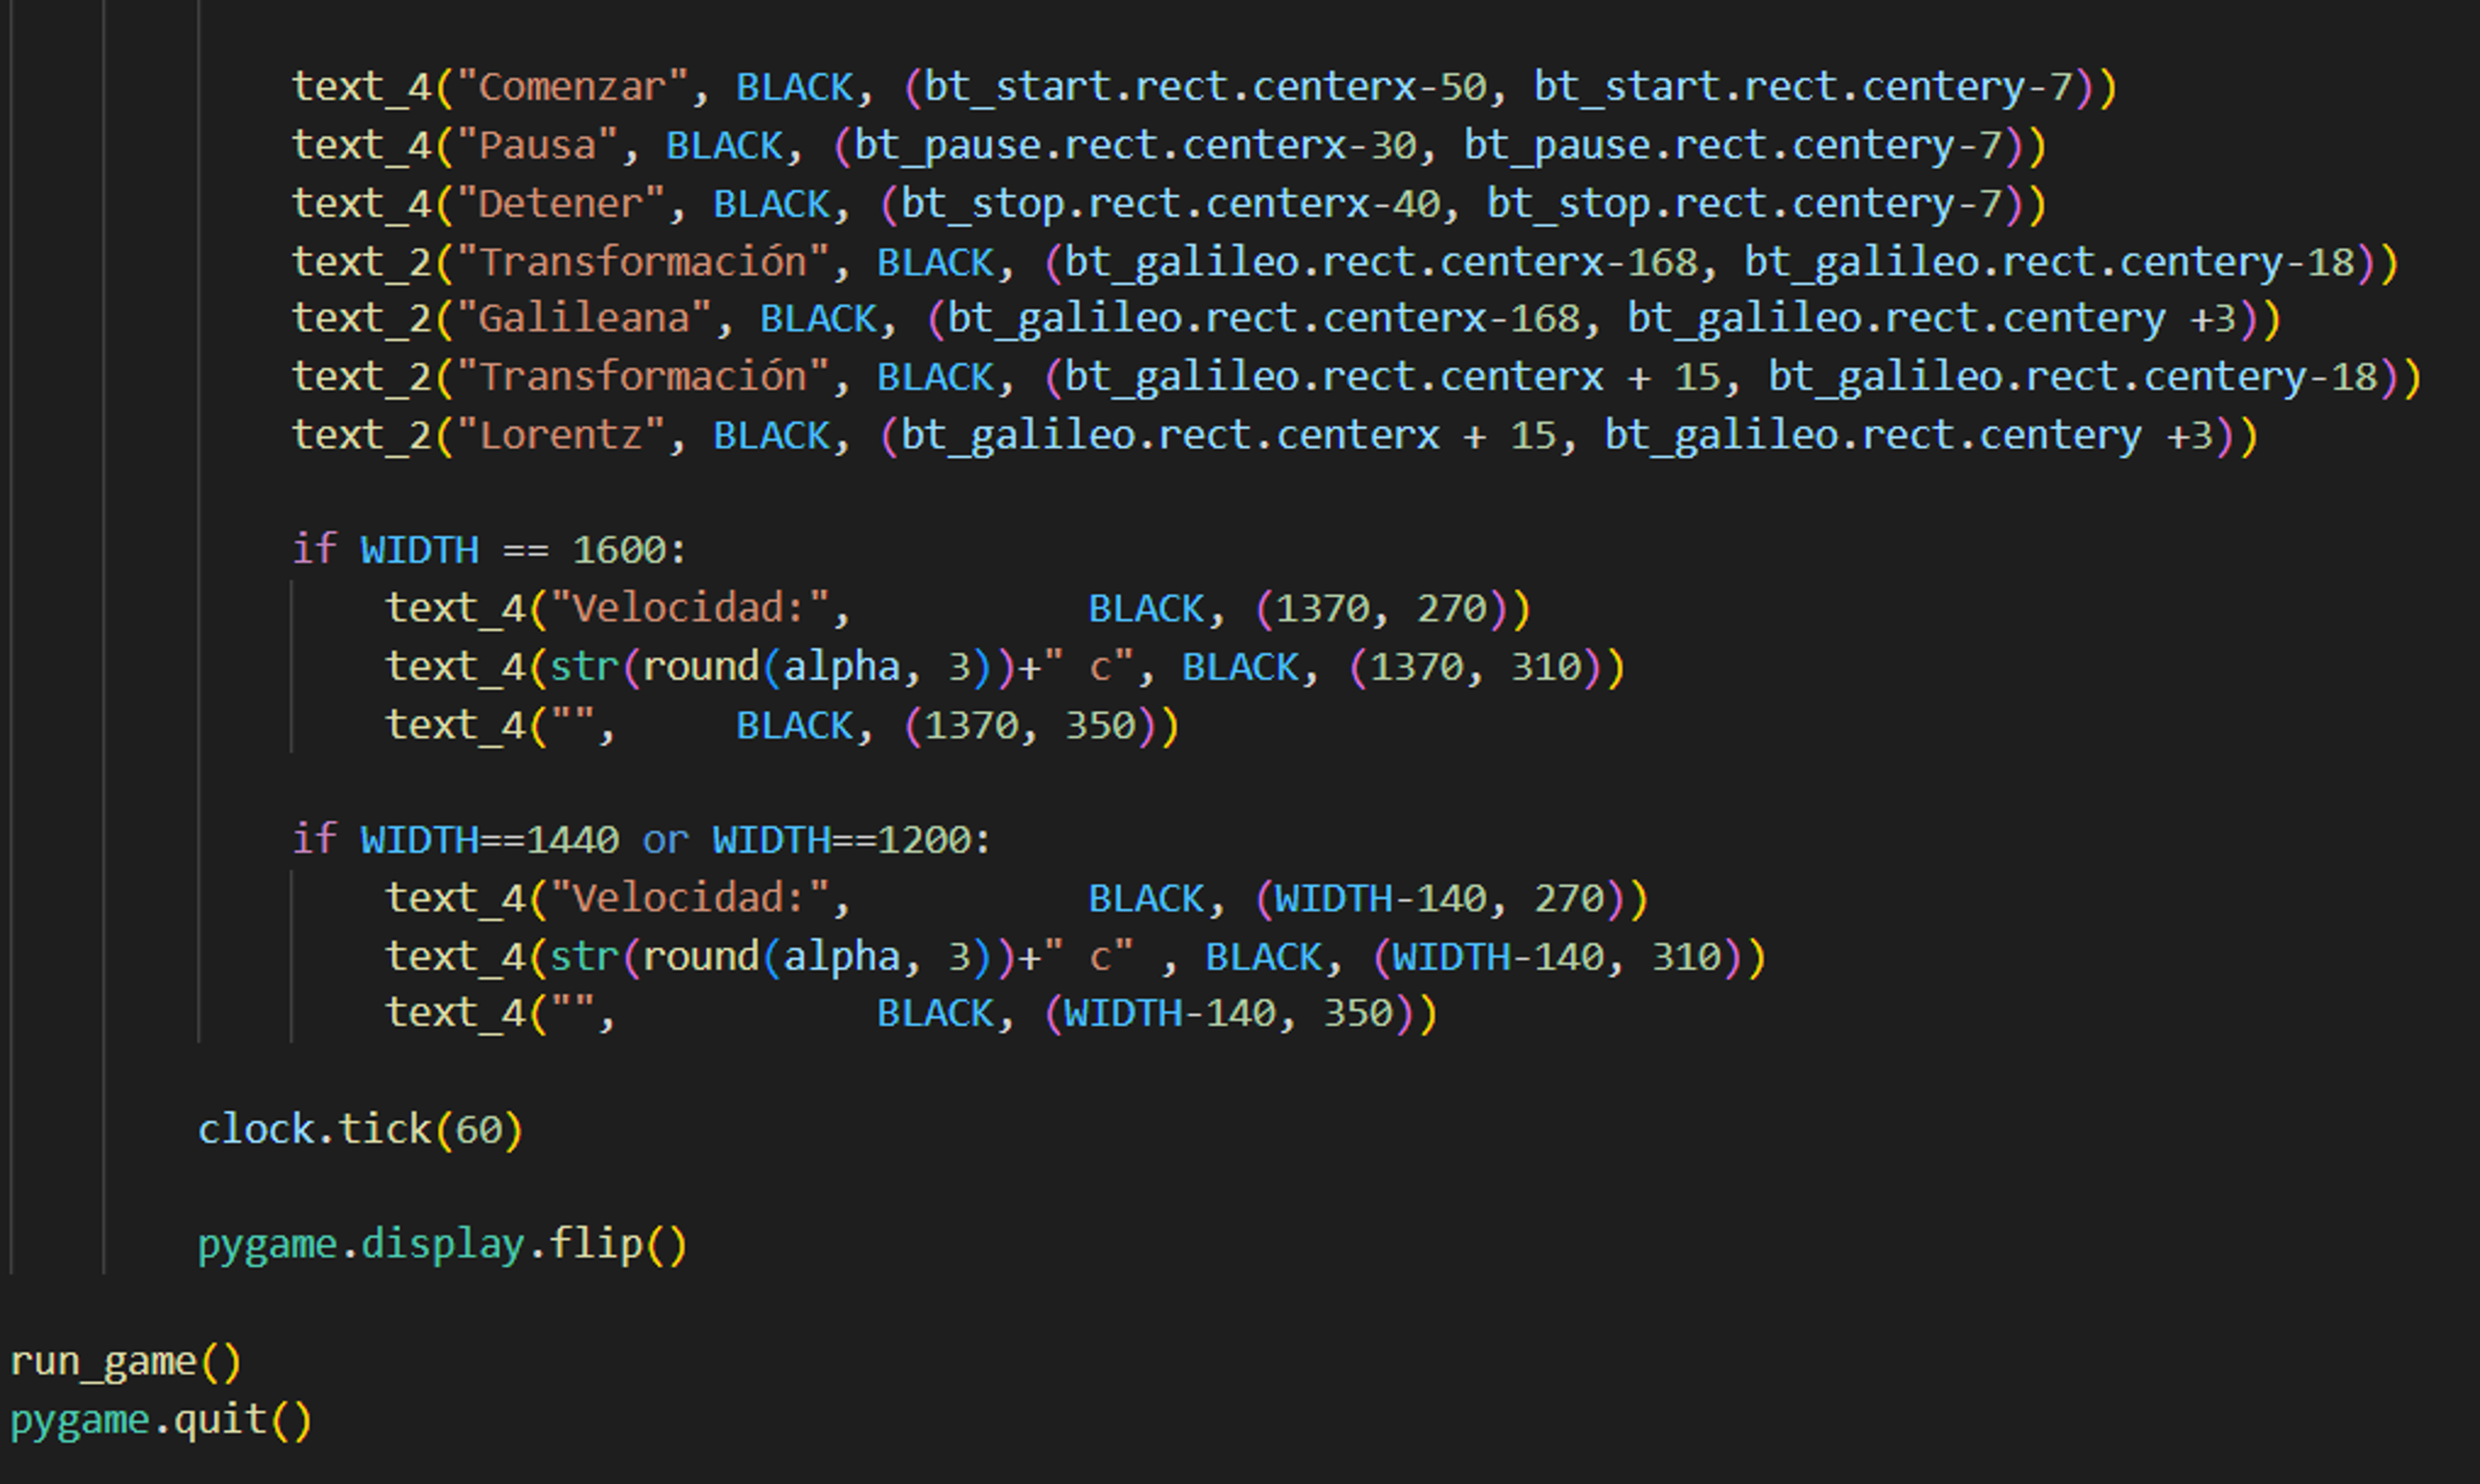 text_4("Comenzar", BLACK, (bt_start.rect.centerx-50, bt_start.rect.centery-7))
text_4("Pausa", BLACK, (bt_pause.rect.centerx-30, bt_pause.rect.centery-7))
text_4("Detener", BLACK, (bt_stop.rect.centerx-40, bt_stop.rect.centery-7))
text_2("Transformación", BLACK, (bt_galileo.rect.centerx-168, bt_galileo.rect.centery-18))
text_2("Galileana", BLACK, (bt_galileo.rect.centerx-168, bt_galileo.rect.centery +3))
text_2("Transformación", BLACK, (bt_galileo.rect.centerx + 15, bt_galileo.rect.centery-18))
text_2("Lorentz", BLACK, (bt_galileo.rect.centerx + 15, bt_galileo.rect.centery +3))
if WIDTH == 1600:
text_4("Velocidad:",          BLACK, (1370, 270))
text_4(str(round(alpha, 3))+" c", BLACK, (1370, 310))
text_4("",     BLACK, (1370, 350))
if WIDTH==1440 or WIDTH==1200:
text_4("Velocidad:",          BLACK, (WIDTH-140, 270))
text_4(str(round(alpha, 3))+" c" , BLACK, (WIDTH-140, 310))
text_4("",           BLACK, (WIDTH-140, 350))
clock.tick(60)
pygame.display.flip()
run_game()
pygame.quit()